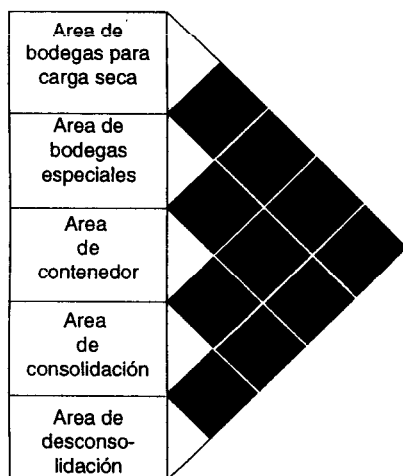 Area de
bodegas para
carga seca
Area de
bodegas
especiales
Area
de
contenedor
Area
de
consolidación
Area de
desconso-
lidación